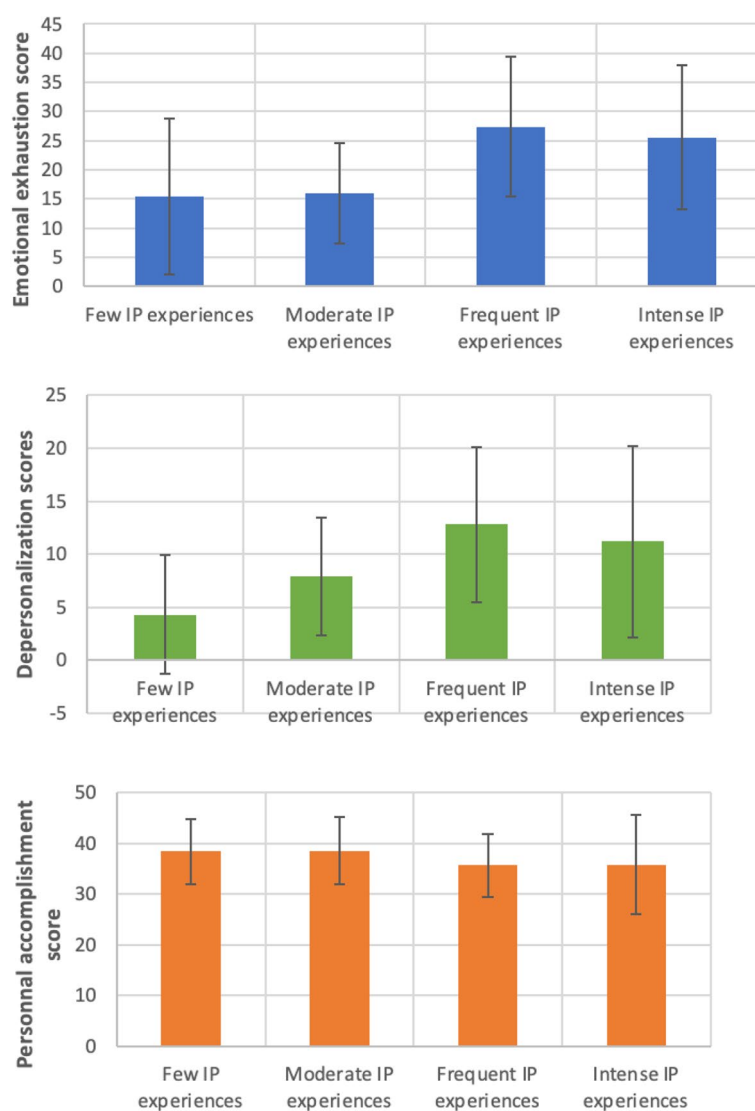 Emotional exhaustion score
45
40
35
30
25
20
15
10
5
0
Few IP experiences
Moderate IP
experiences
Frequent IP
experiences
Intense IP
experiences
Depersonalization scores
25
20
15
10
5
0
-5
Few IP
experiences
Moderate IP
experiences
Frequent IP
experiences
Intense IP
experiences
Personnal accomplishment
score
50
40
30
20
10
0
Few IP
experiences
Moderate IP
experiences
Frequent IP
experiences
Intense IP
experiences